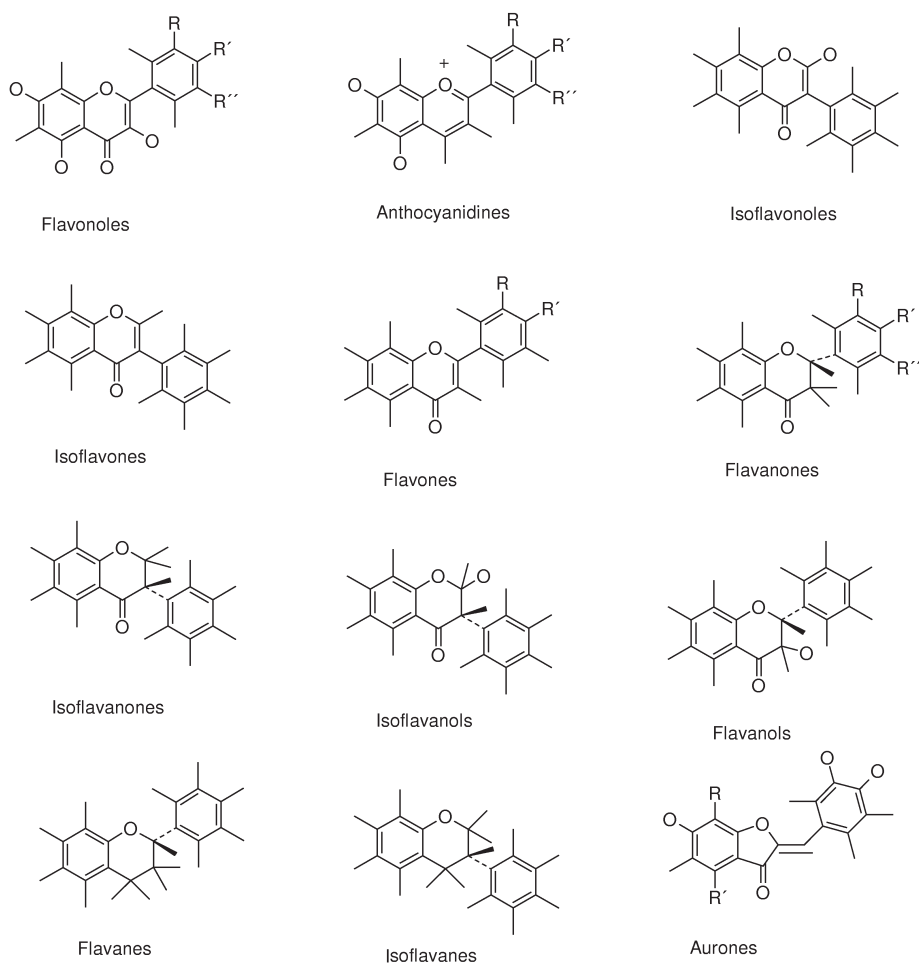 R
R´
O
O
R´´
O
O
O
Flavonoles
R
R´
+
O
O
R´´
O
Anthocyanidines
O
O
O
Isoflavonoles
O
O
Isoflavones
R
R´
O
O
Flavones
R
R´
O
R´´
O
Flavanones
O
O
Isoflavanones
O
O
O
Isoflavanols
O
O
O
Flavanols
O
Flavanes
O
Isoflavanes
O
O
R
O
O
R´
O
Aurones